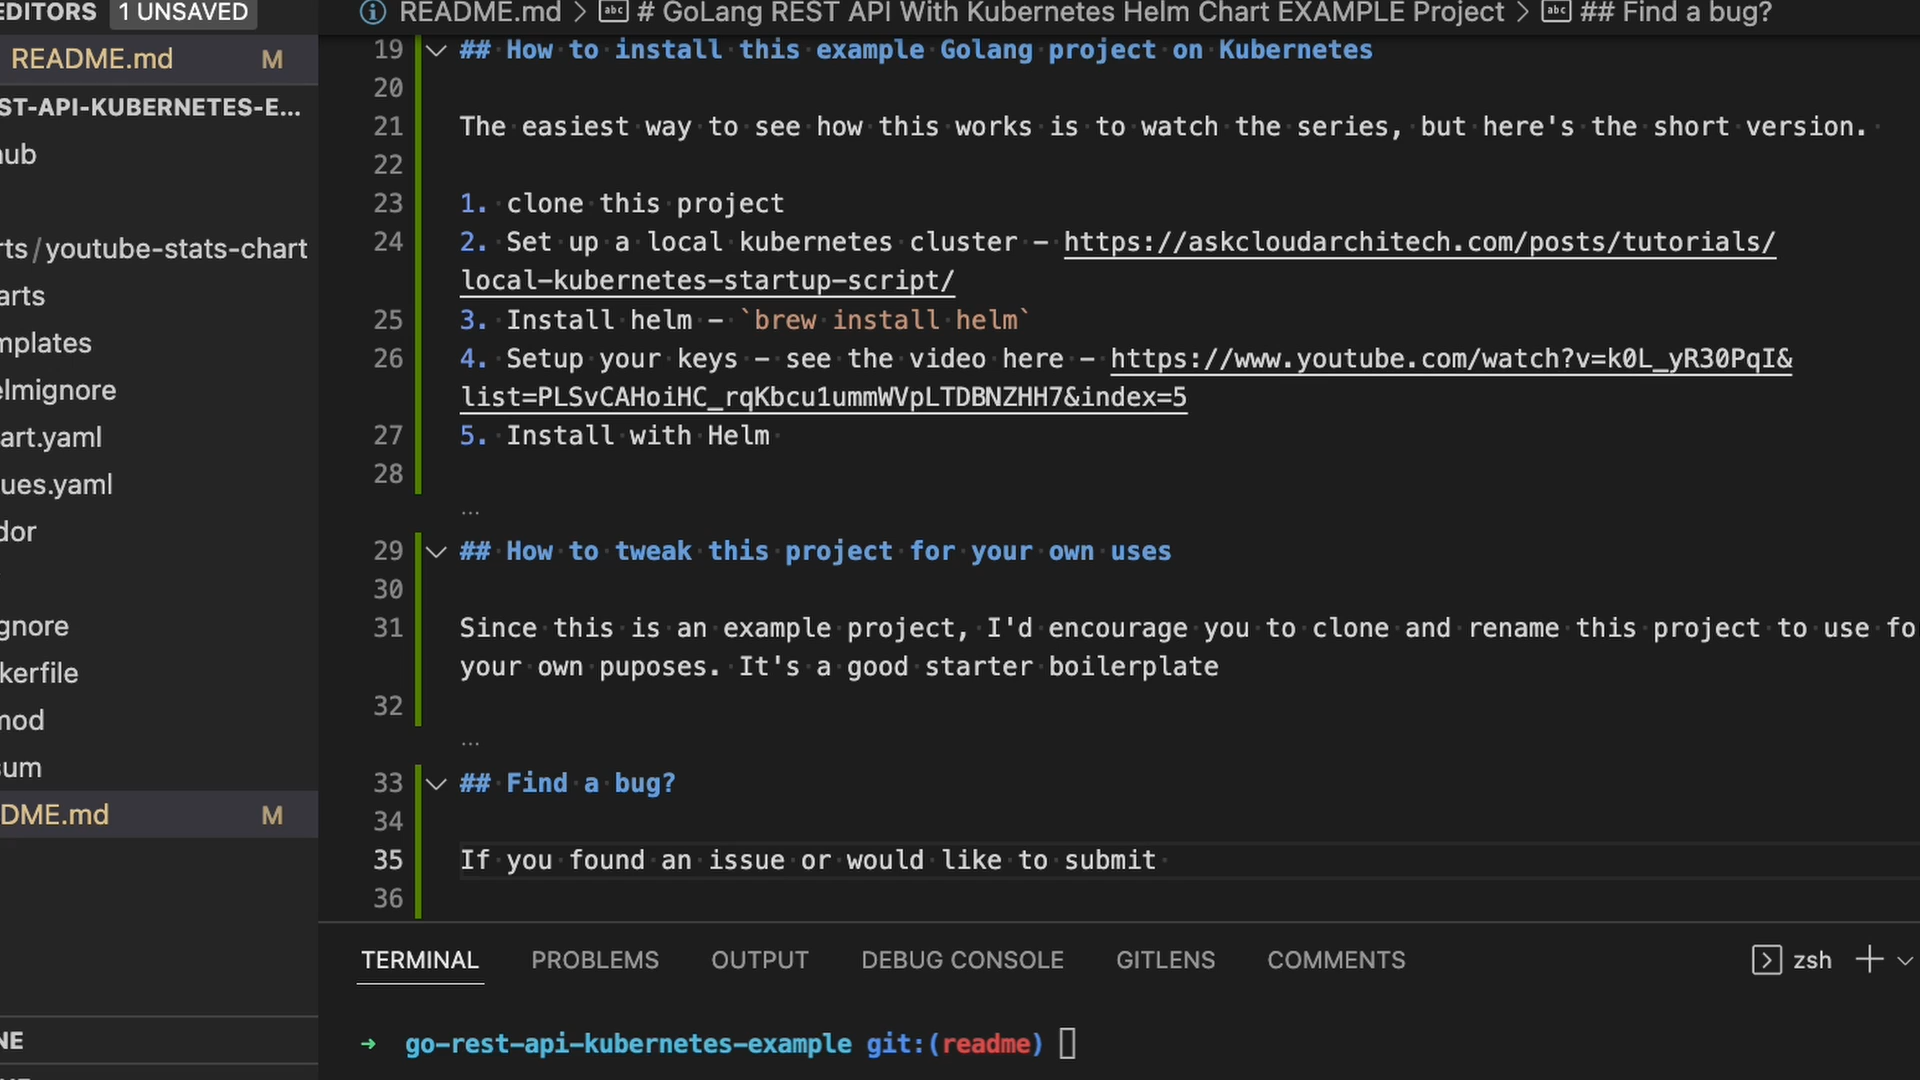 EDITORS 1 UNSAVED
README.md M
ST-API-KUBERNETES-E...
ub
ts/youtube-stats-chart
arts
mplates
elmignore
art.yaml
ues.yaml
dor
gnore
kerfile
mod
sum
DME.md M
NE
README.md > # GoLang REST API With Kubernetes Helm Chart EXAMPLE Project > ## Find a bug?
19 ## How to install this example Golang project on Kubernetes
20
21 The easiest way to see how this works is to watch the series, but here's the short version.
22
23 1. clone this project
24 2. Set up a local kubernetes cluster - https://askcloudarchitech.com/posts/tutorials/
local-kubernetes-startup-script/
25 3. Install helm - `brew install helm`
26 4. Setup your keys - see the video here - https://www.youtube.com/watch?v=k0L_yR30PqI&
list=PLSvCAHoiHC_rqKbcu1ummWVpLTDBNZHH7&index=5
27 5. Install with Helm
28
...
29 ## How to tweak this project for your own uses
30
31 Since this is an example project, I'd encourage you to clone and rename this project to use fo
your own puposes. It's a good starter boilerplate
32
...
33 ## Find a bug?
34
35 If you found an issue or would like to submit
36
TERMINAL PROBLEMS OUTPUT DEBUG CONSOLE GITLENS COMMENTS zsh
→ go-rest-api-kubernetes-example git:(readme)